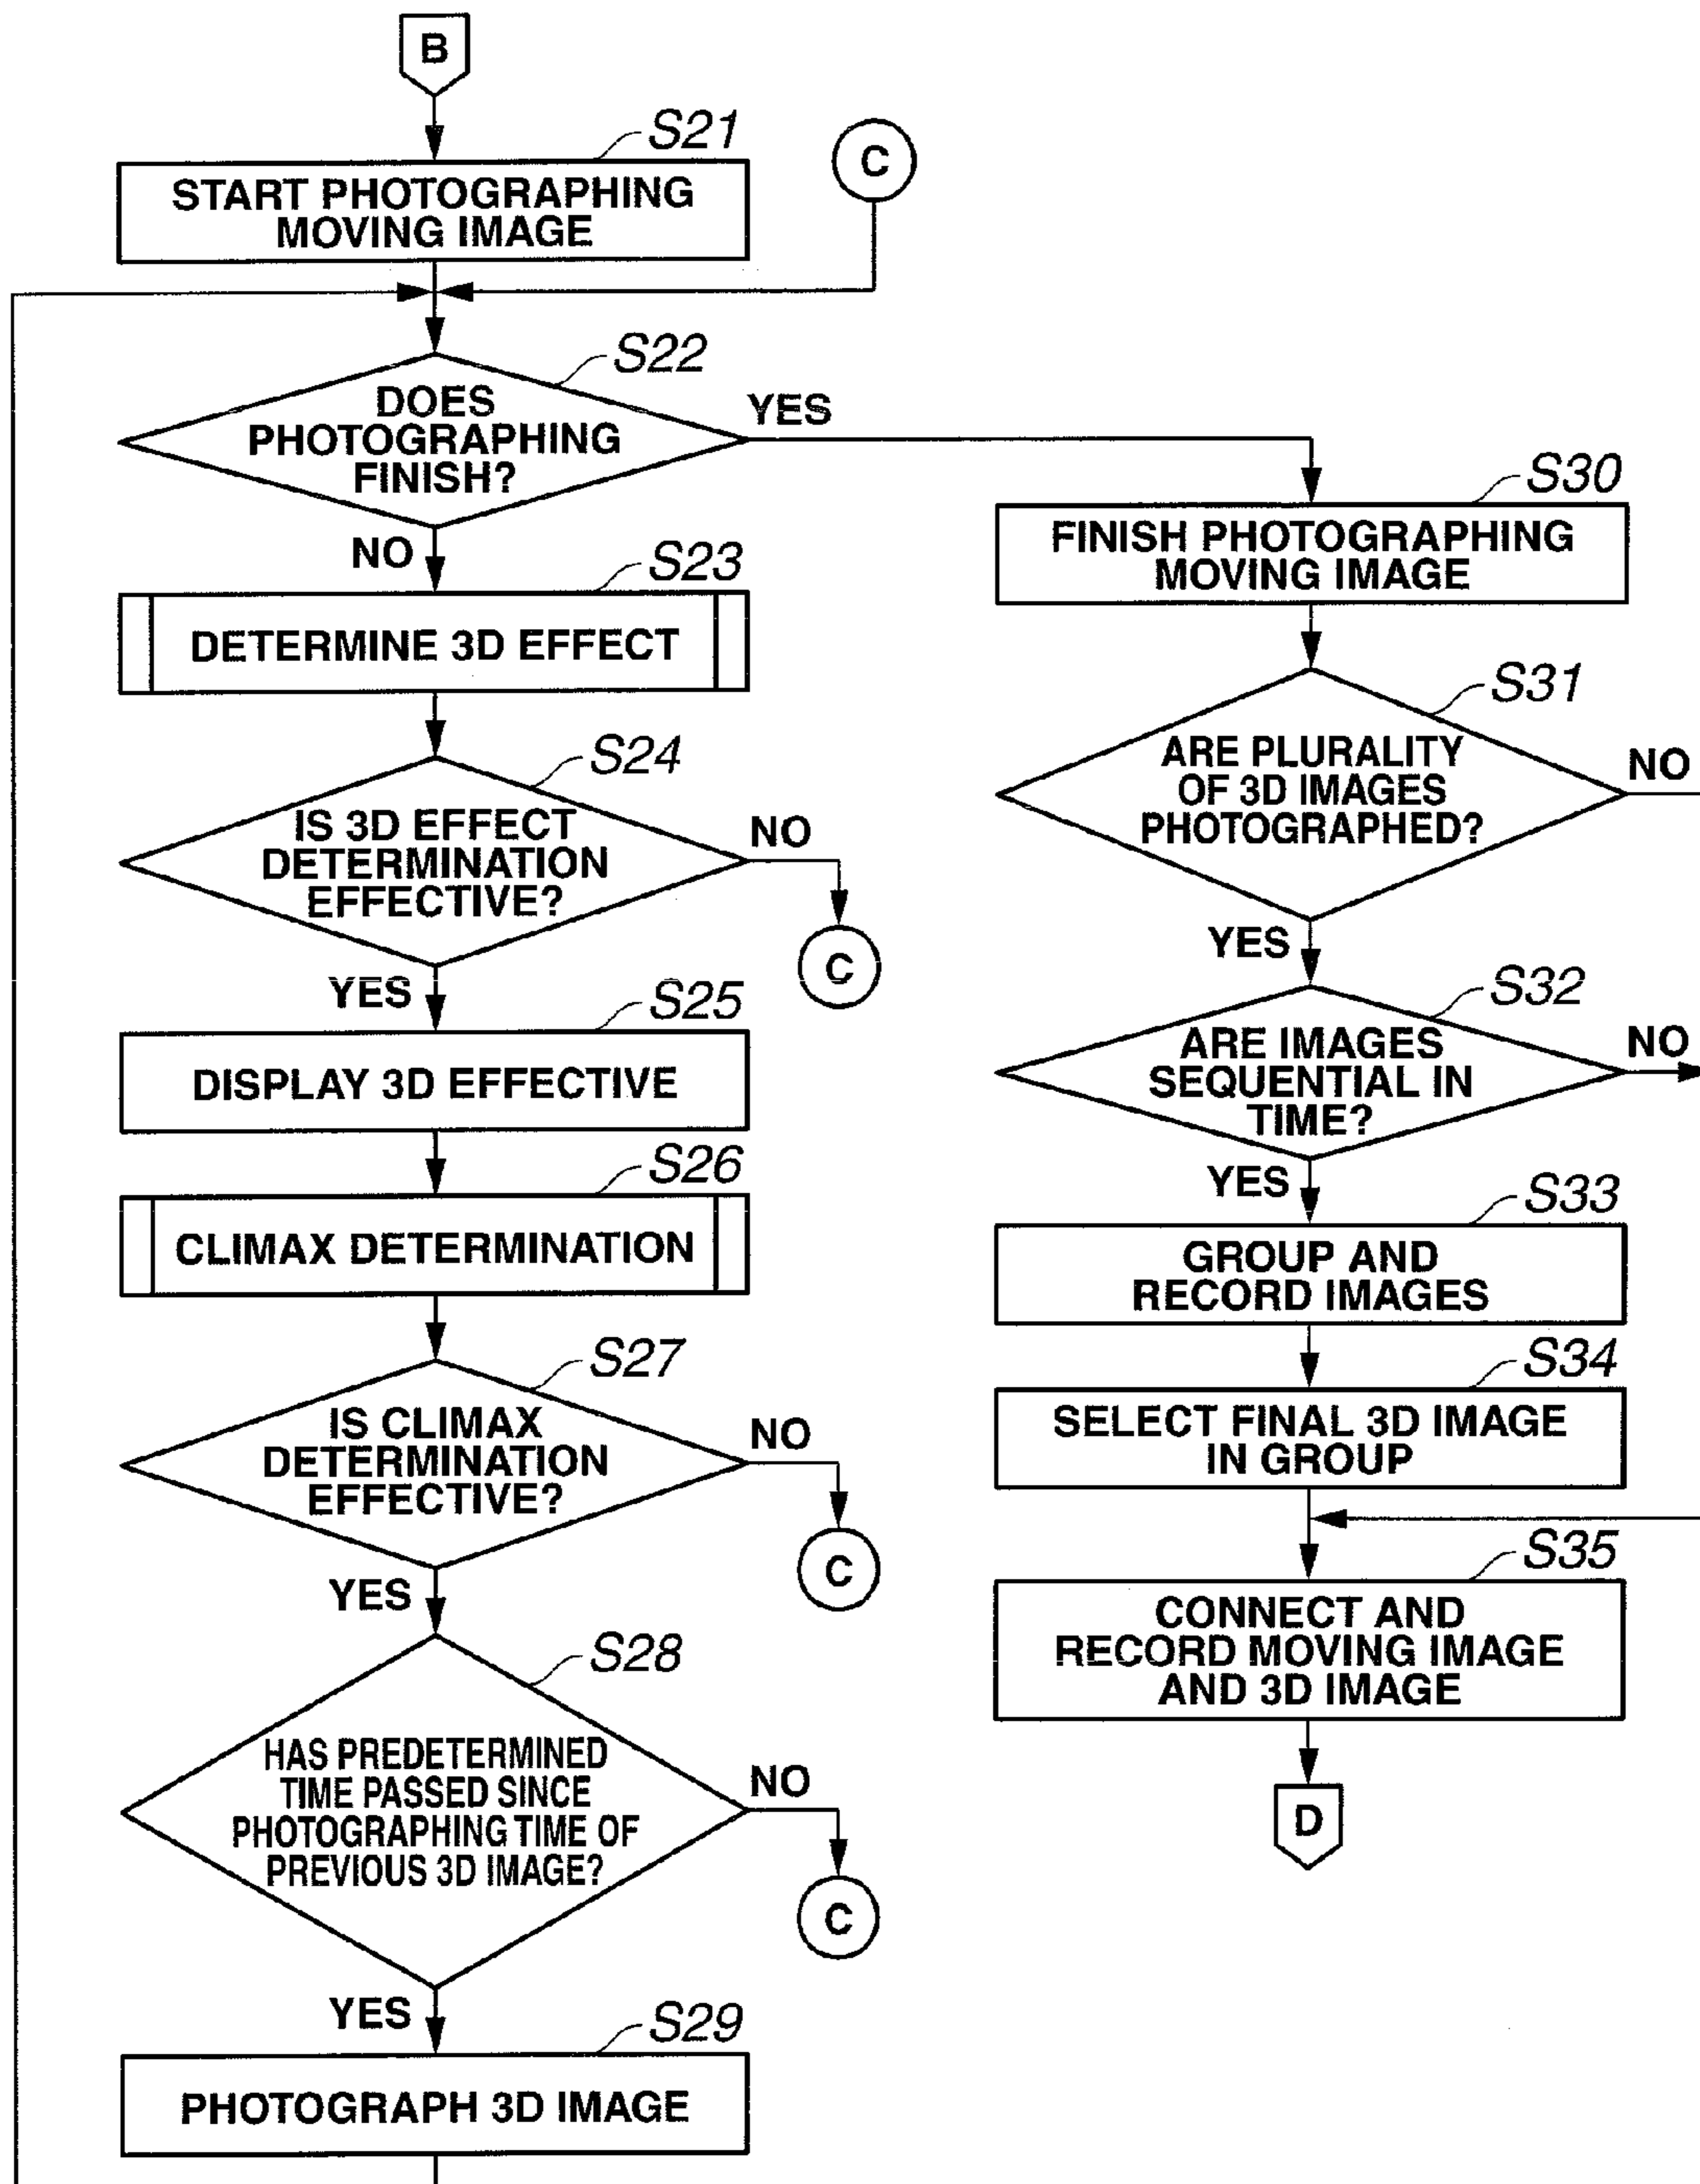 B
S21
START PHOTOGRAPHING
MOVING IMAGE
C
S22
DOES
PHOTOGRAPHING
FINISH?
YES
NO
S23
DETERMINE 3D EFFECT
S24
IS 3D EFFECT
DETERMINATION
EFFECTIVE?
NO
C
YES
S25
DISPLAY 3D EFFECTIVE
S26
CLIMAX DETERMINATION
S27
IS CLIMAX
DETERMINATION
EFFECTIVE?
NO
C
YES
S28
HAS PREDETERMINED
TIME PASSED SINCE
PHOTOGRAPHING TIME OF
PREVIOUS 3D IMAGE?
NO
C
YES
S29
PHOTOGRAPH 3D IMAGE
S30
FINISH PHOTOGRAPHING
MOVING IMAGE
S31
ARE PLURALITY
OF 3D IMAGES
PHOTOGRAPHED?
NO
YES
S32
ARE IMAGES
SEQUENTIAL IN
TIME?
NO
YES
S33
GROUP AND
RECORD IMAGES
S34
SELECT FINAL 3D IMAGE
IN GROUP
S35
CONNECT AND
RECORD MOVING IMAGE
AND 3D IMAGE
D